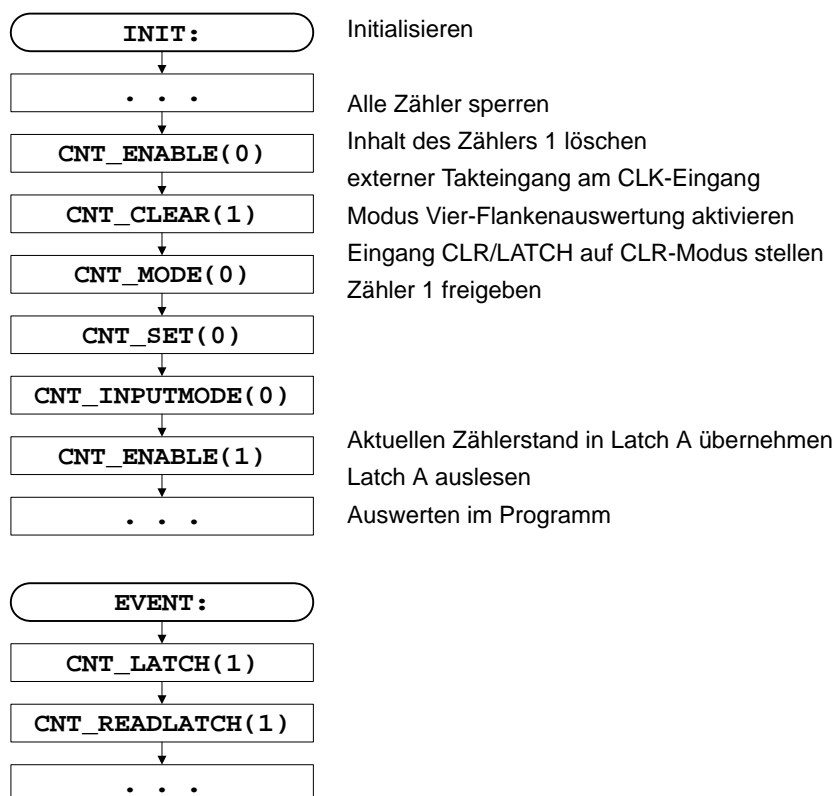 INIT:
. . .
CNT_ENABLE(0)
CNT_CLEAR(1)
CNT_MODE(0)
CNT_SET(0)
CNT_INPUTMODE(0)
CNT_ENABLE(1)
. . .
EVENT:
CNT_LATCH(1)
CNT_READLATCH(1)
. . .
Initialisieren
Alle Zähler sperren
Inhalt des Zählers 1 löschen
externer Takteingang am CLK-Eingang
Modus Vier-Flankenauswertung aktivieren
Eingang CLR/LATCH auf CLR-Modus stellen
Zähler 1 freigeben
Aktuellen Zählerstand in Latch A übernehmen
Latch A auslesen
Auswerten im Programm